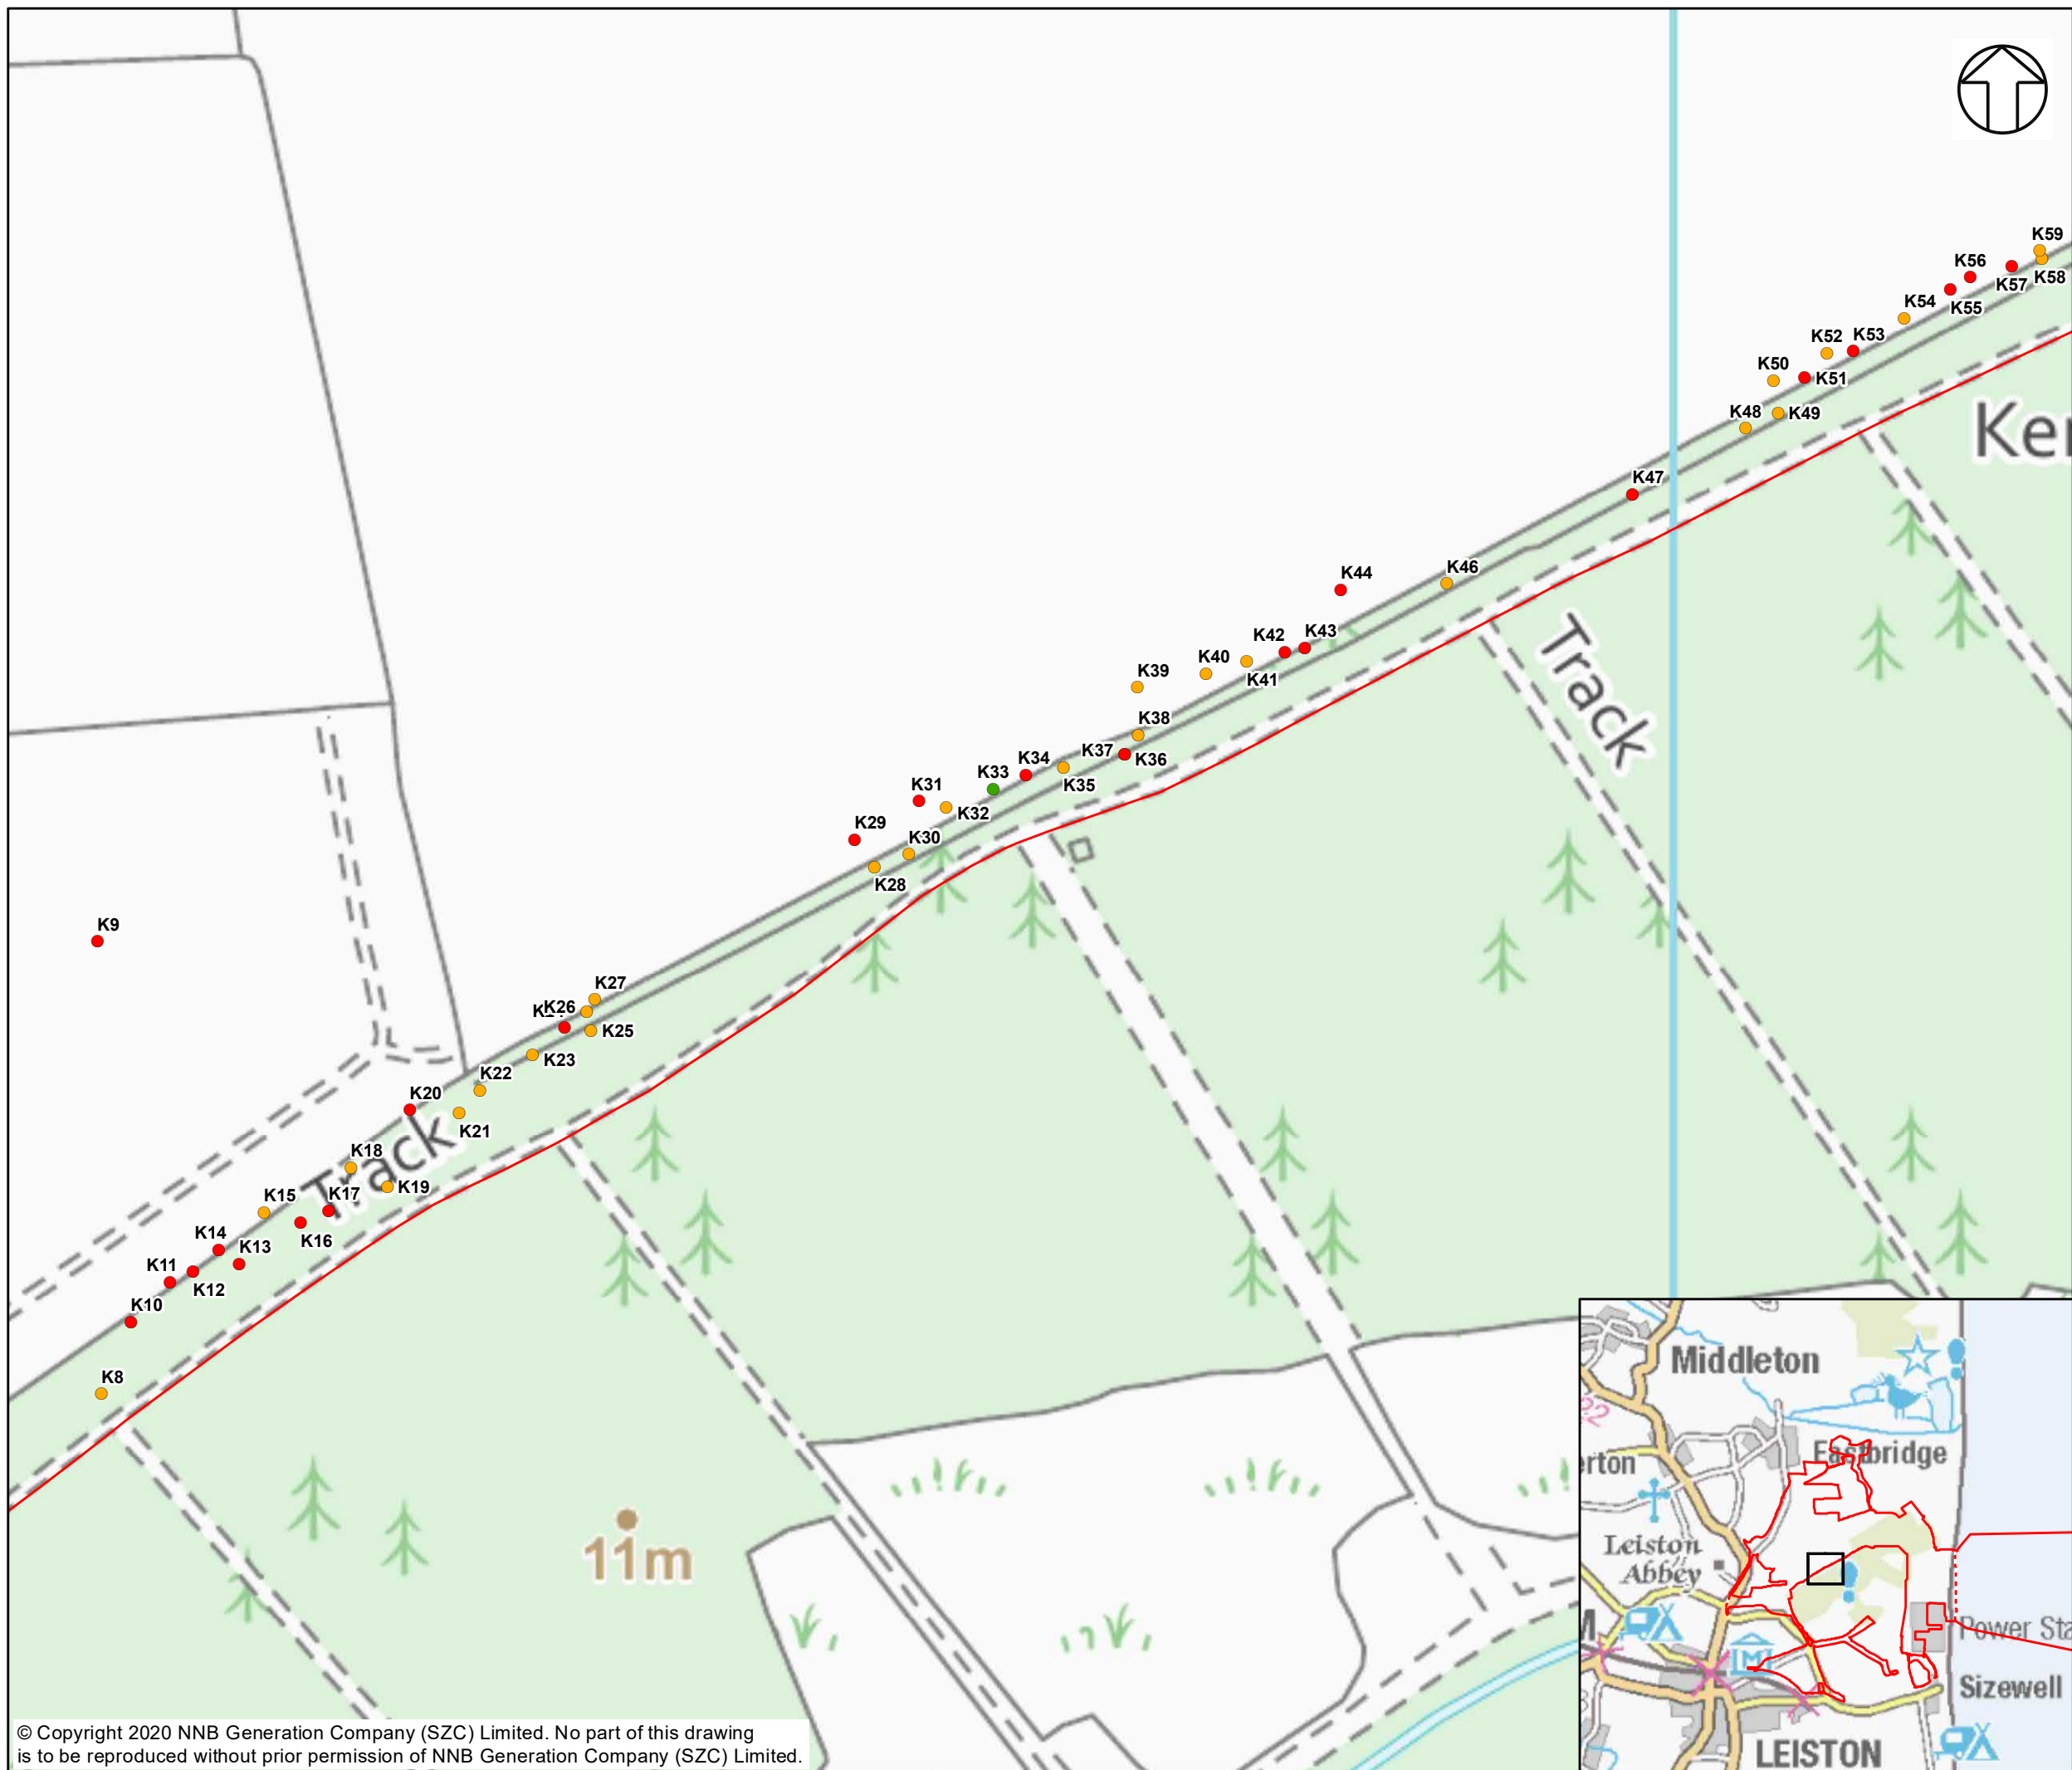 K59
K56
K57
K58
K54
K55
K52
K53
K50
K51
K48
K49
Ker
K47
K44
K46
K42
K43
K40
K41
K39
Track
K38
K37
K36
K34
K33
K35
K31
K32
K29
K30
K28
K9
K27
K26
K25
K23
K22
K20
K21
Track
K18
K19
K15
K17
K16
K14
K13
K11
K12
K10
K8
11m
Middleton
Eastbridge
erton
Leiston
Abbey
Power Sta
Sizewell
LEISTON
M
© Copyright 2020 NNB Generation Company (SZC) Limited. No part of this drawing
is to be reproduced without prior permission of NNB Generation Company (SZC) Limited.